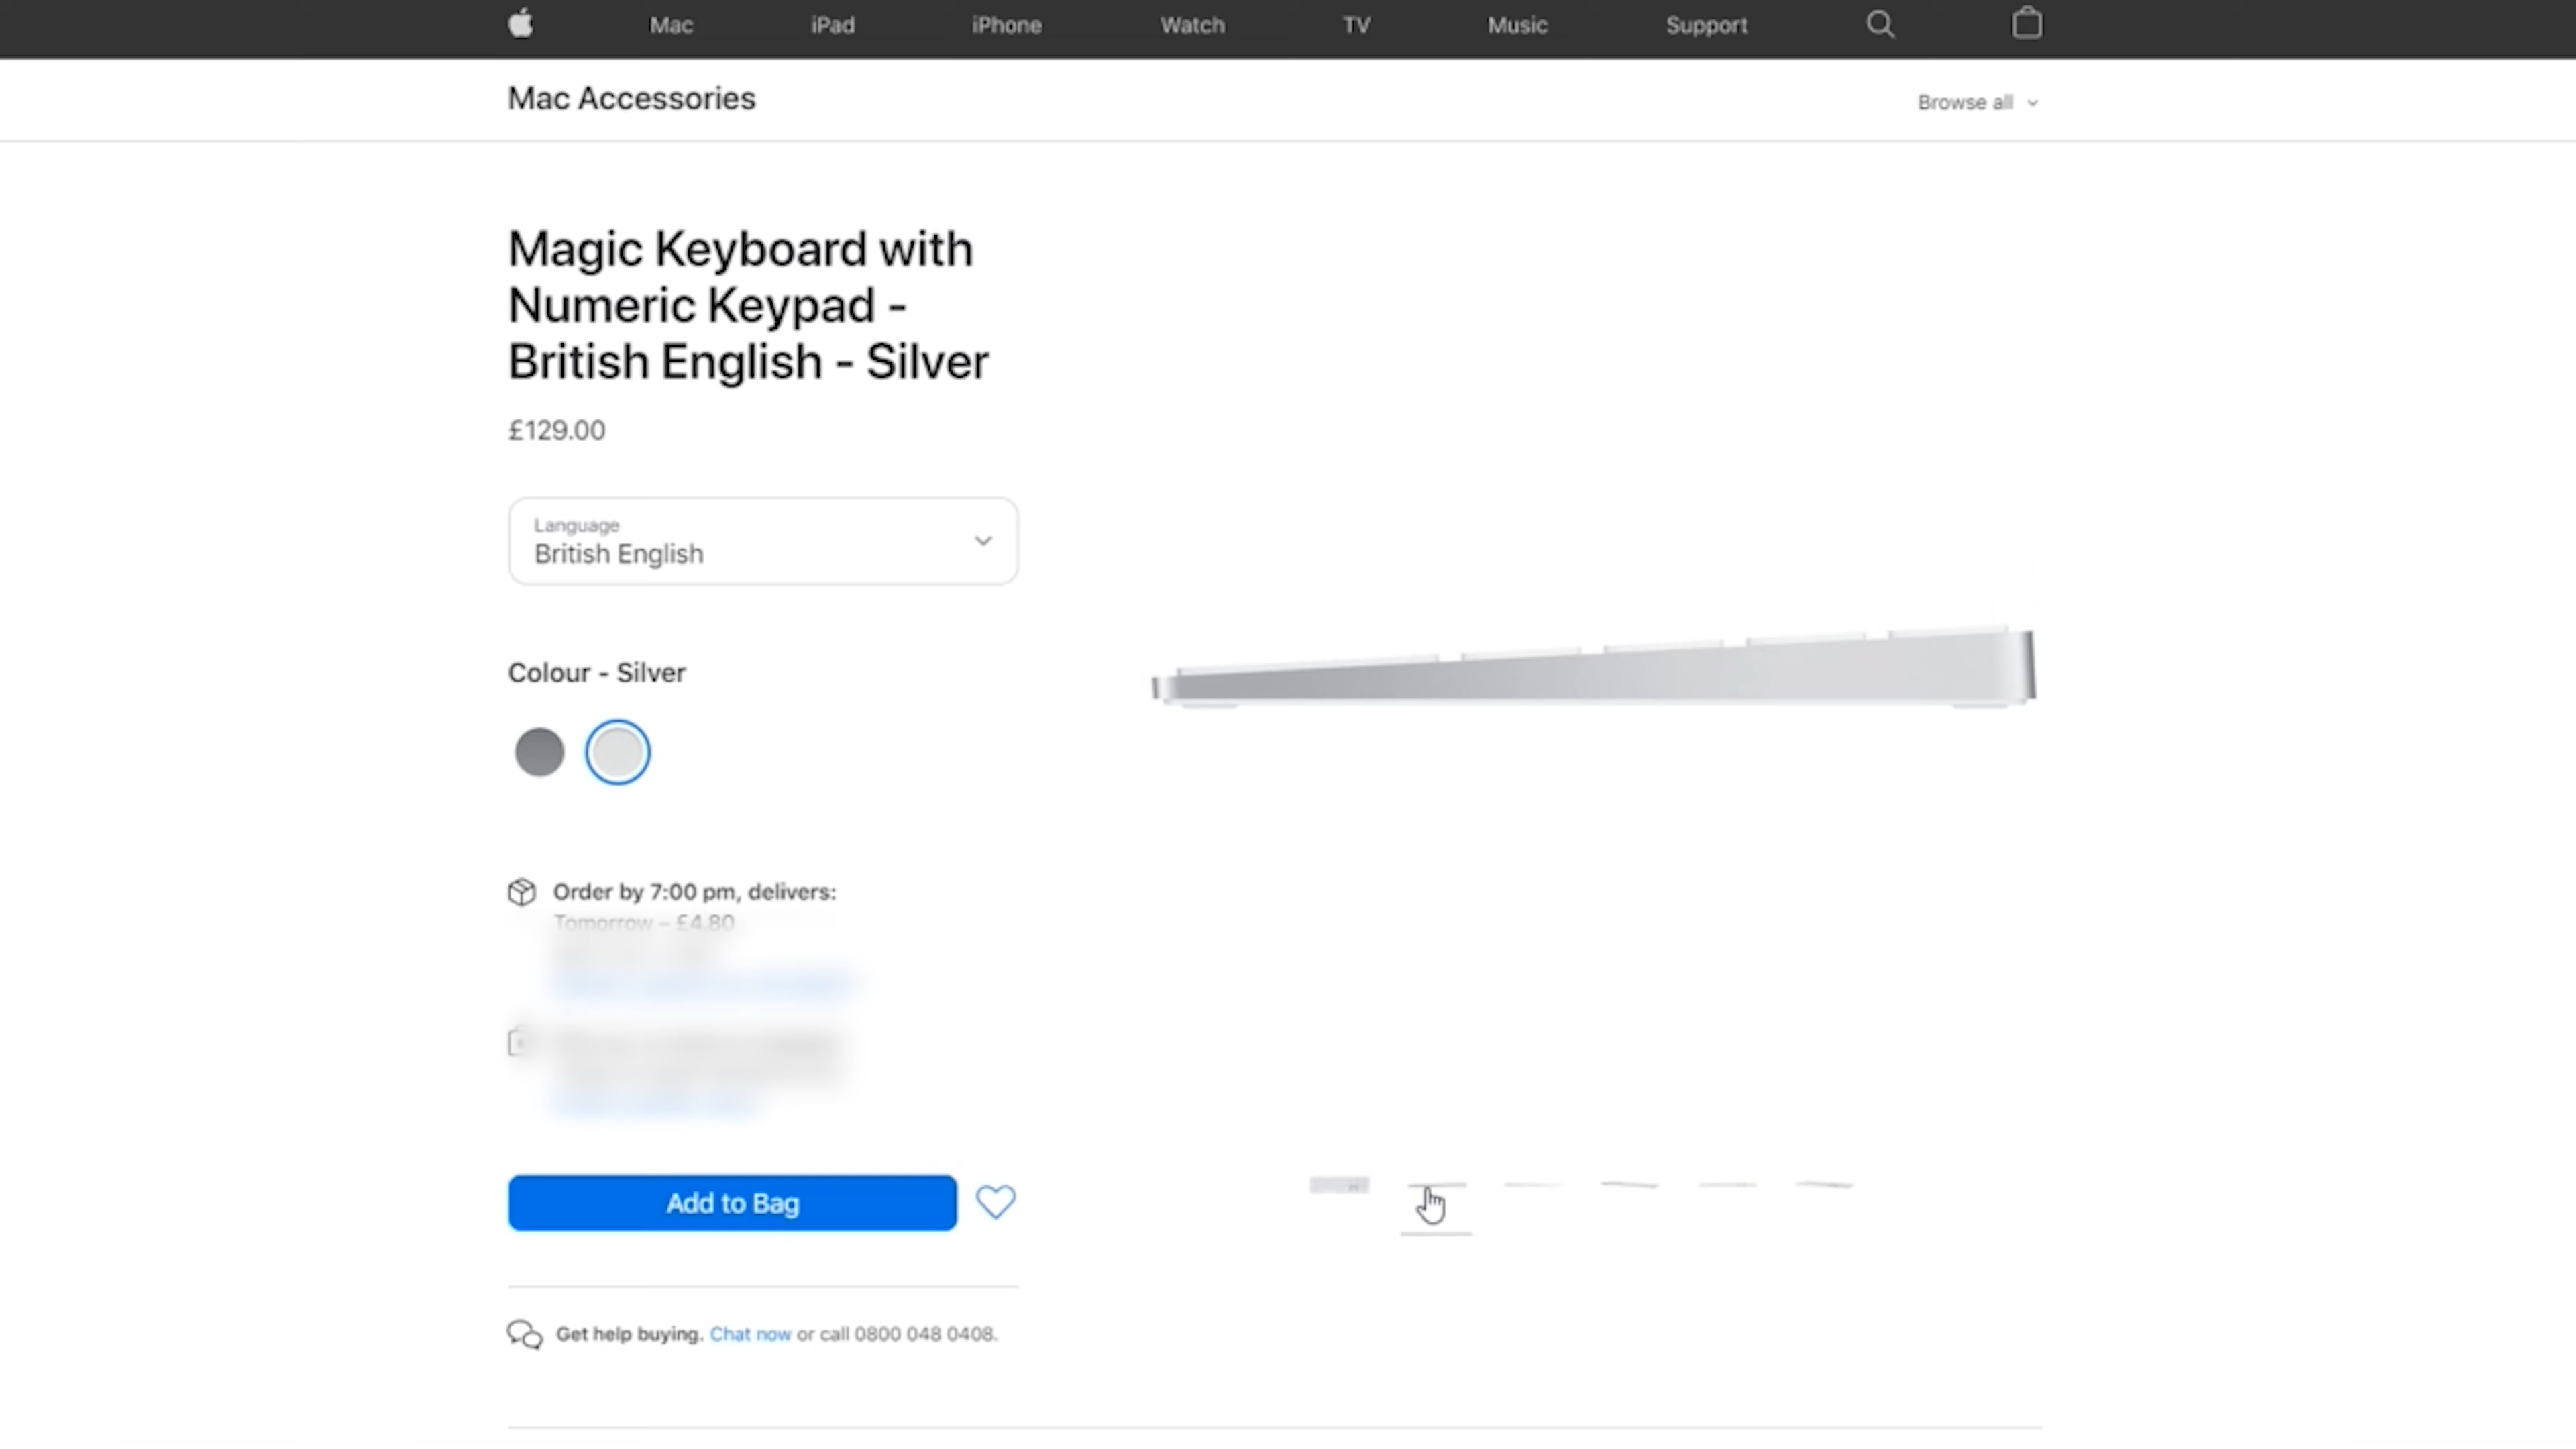 Mac
iPad
iPhone
Watch
TV
Music
Support
Mac Accessories
Browse all
Magic Keyboard with
Numeric Keypad -
British English - Silver
£129.00
Language
British English
Colour - Silver
Order by 7:00 pm, delivers:
Tomorrow – £4.80
Add to Bag
Get help buying. Chat now or call 0800 048 0408.